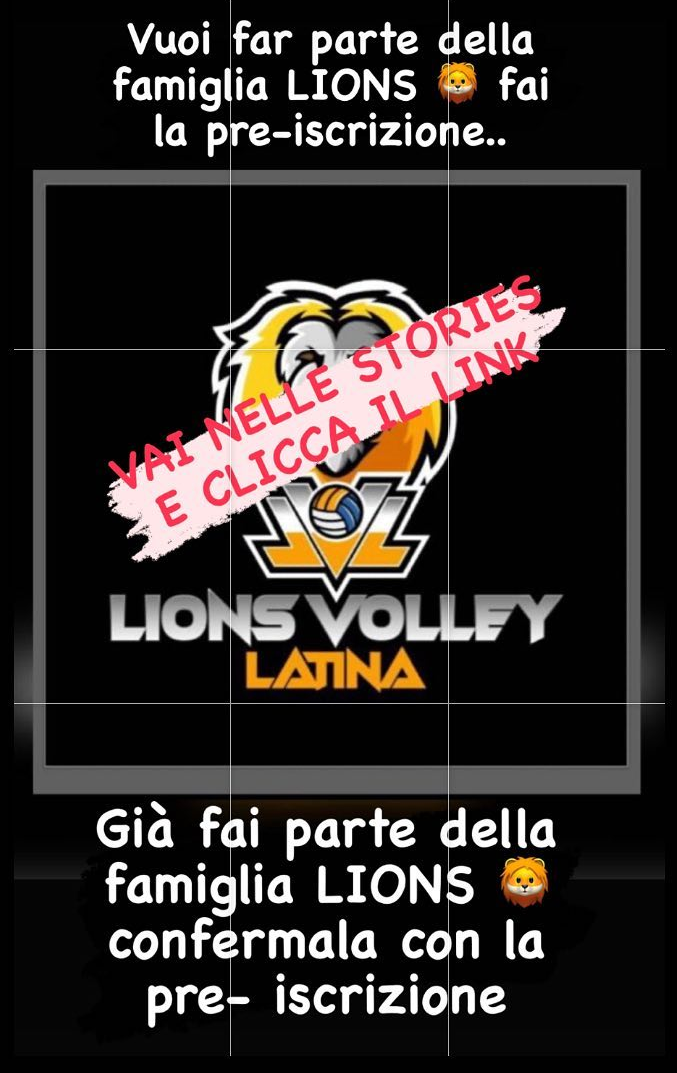 Vuoi far parte della
famiglia LIONS 🦁 fai
la pre-iscrizione..
VAI NELLE STORIES
E CLICCA IL LINK
LVL
LIONS VOLLEY
LATINA
Già fai parte della
famiglia LIONS 🦁
confermala con la
pre- iscrizione